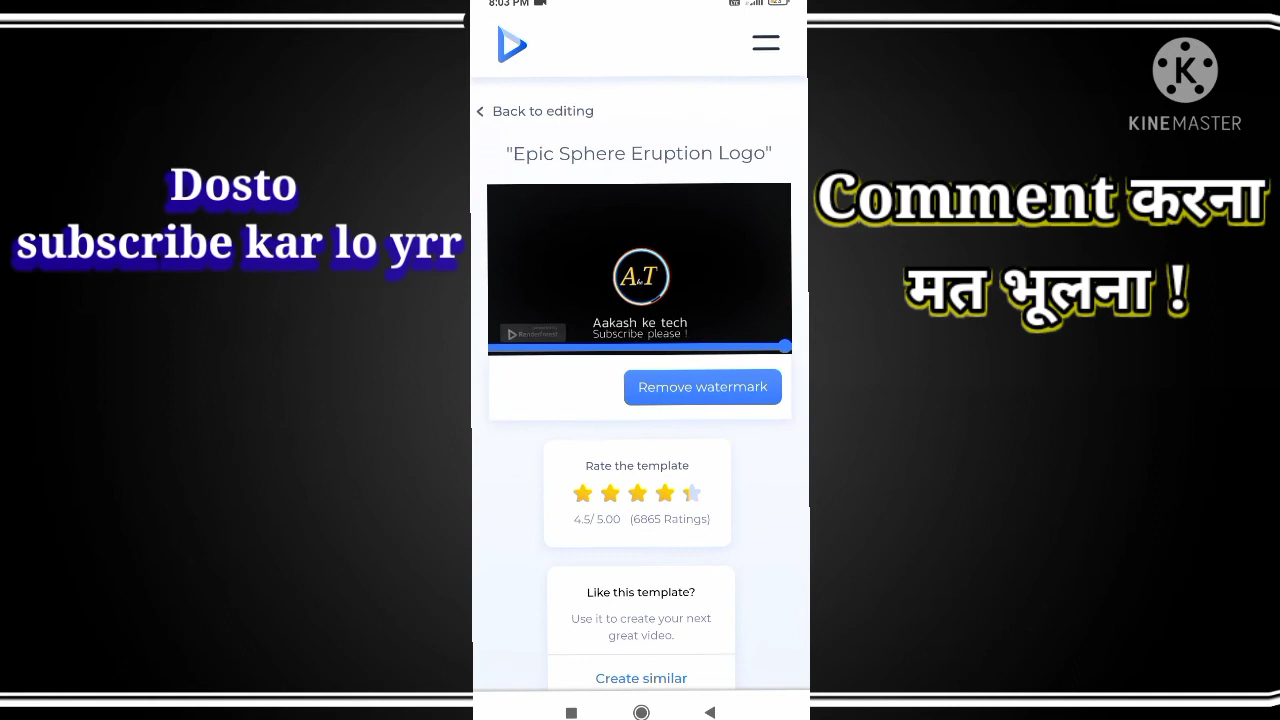 8:03 PM
Back to editing
"Epic Sphere Eruption Logo"
A ke T
Aakash ke tech
Subscribe please !
Renderforest
Remove watermark
Rate the template
4.5/ 5.00 (6865 Ratings)
Like this template?
Use it to create your next
great video.
Create similar
Dosto
subscribe kar lo yrr
K
KINEMASTER
Comment करना
मत भूलना !